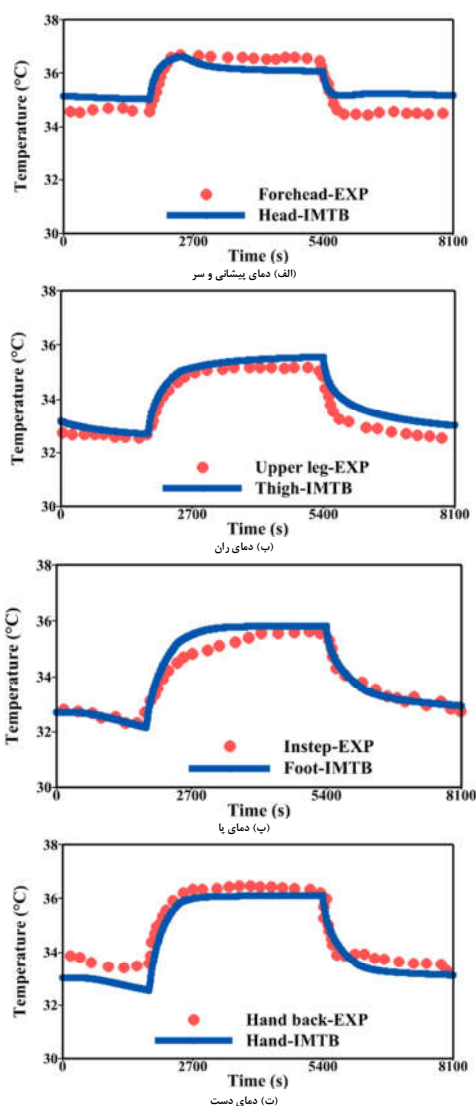 Temperature (°C)
38
36
34
32
30
Forehead-EXP
Head-IMTB
0 2700 5400 8100
Time (s)
(الف) دمای پیشانی و سر
Temperature (°C)
38
36
34
32
30
Upper leg-EXP
Thigh-IMTB
0 2700 5400 8100
Time (s)
(ب) دمای ران
Temperature (°C)
38
36
34
32
30
Instep-EXP
Foot-IMTB
0 2700 5400 8100
Time (s)
(پ) دمای پا
Temperature (°C)
38
36
34
32
30
Hand back-EXP
Hand-IMTB
0 2700 5400 8100
Time (s)
(ت) دمای دست